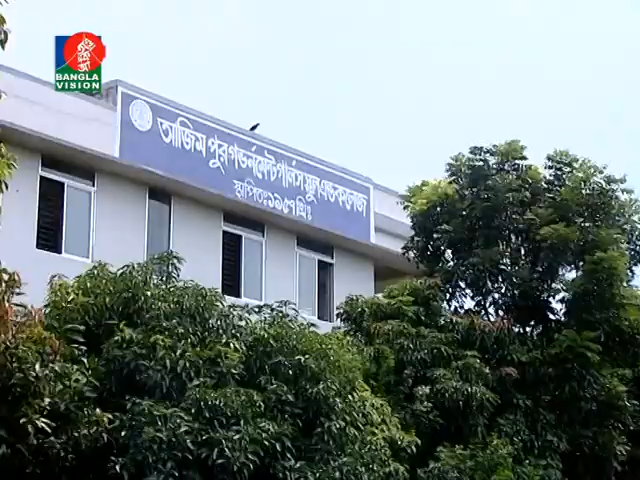 BANGLA
VISION
আজিমপুর গভর্নমেন্ট গার্লস স্কুল এন্ড কলেজ
স্থাপিতঃ ১৯৫৭ খ্রিঃ